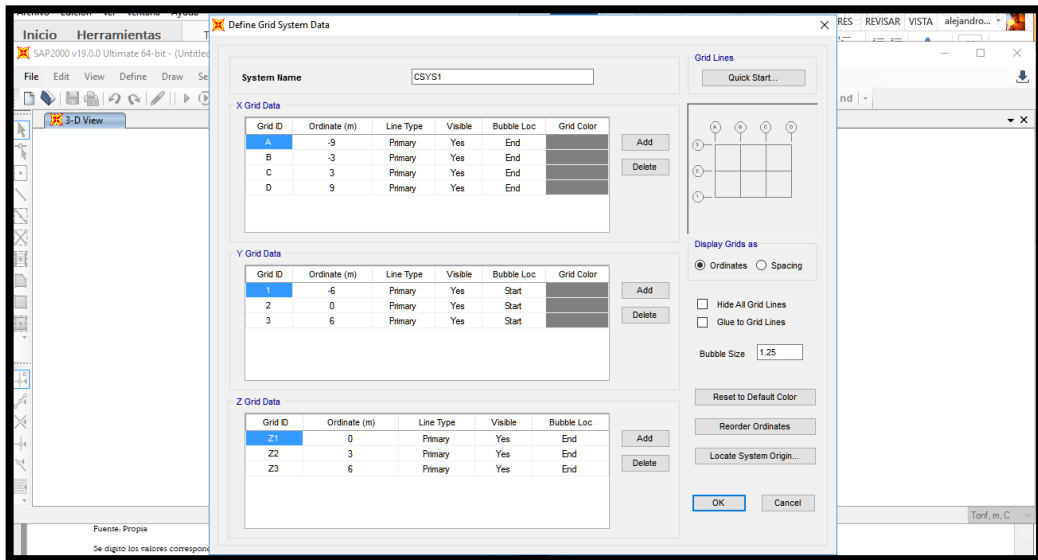 Archivo Editar Ver Ventana Ayuda
Define Grid System Data
RES REVISAR VISTA alejandro...
Inicio Herramientas
SAP2000 v19.0.0 Ultimate 64-bit - (Untitled
File Edit View Define Draw Se
nd
3-D View
System Name CSYS1
Grid Lines
Quick Start...
X Grid Data
Grid ID Ordinate (m) Line Type Visible Bubble Loc Grid Color
A -9 Primary Yes End
B -3 Primary Yes End
C 3 Primary Yes End
D 9 Primary Yes End
Add
Delete
A B C D
3
2
1
Y Grid Data
Grid ID Ordinate (m) Line Type Visible Bubble Loc Grid Color
1 -6 Primary Yes Start
2 0 Primary Yes Start
3 6 Primary Yes Start
Add
Delete
Display Grids as
Ordinates Spacing
Hide All Grid Lines
Glue to Grid Lines
Bubble Size 1.25
Z Grid Data
Grid ID Ordinate (m) Line Type Visible Bubble Loc
Z1 0 Primary Yes End
Z2 3 Primary Yes End
Z3 6 Primary Yes End
Add
Delete
Reset to Default Color
Reorder Ordinates
Locate System Origin...
OK Cancel
Tonf, m, C
Fuente: Propia
Se digito los valores correspond